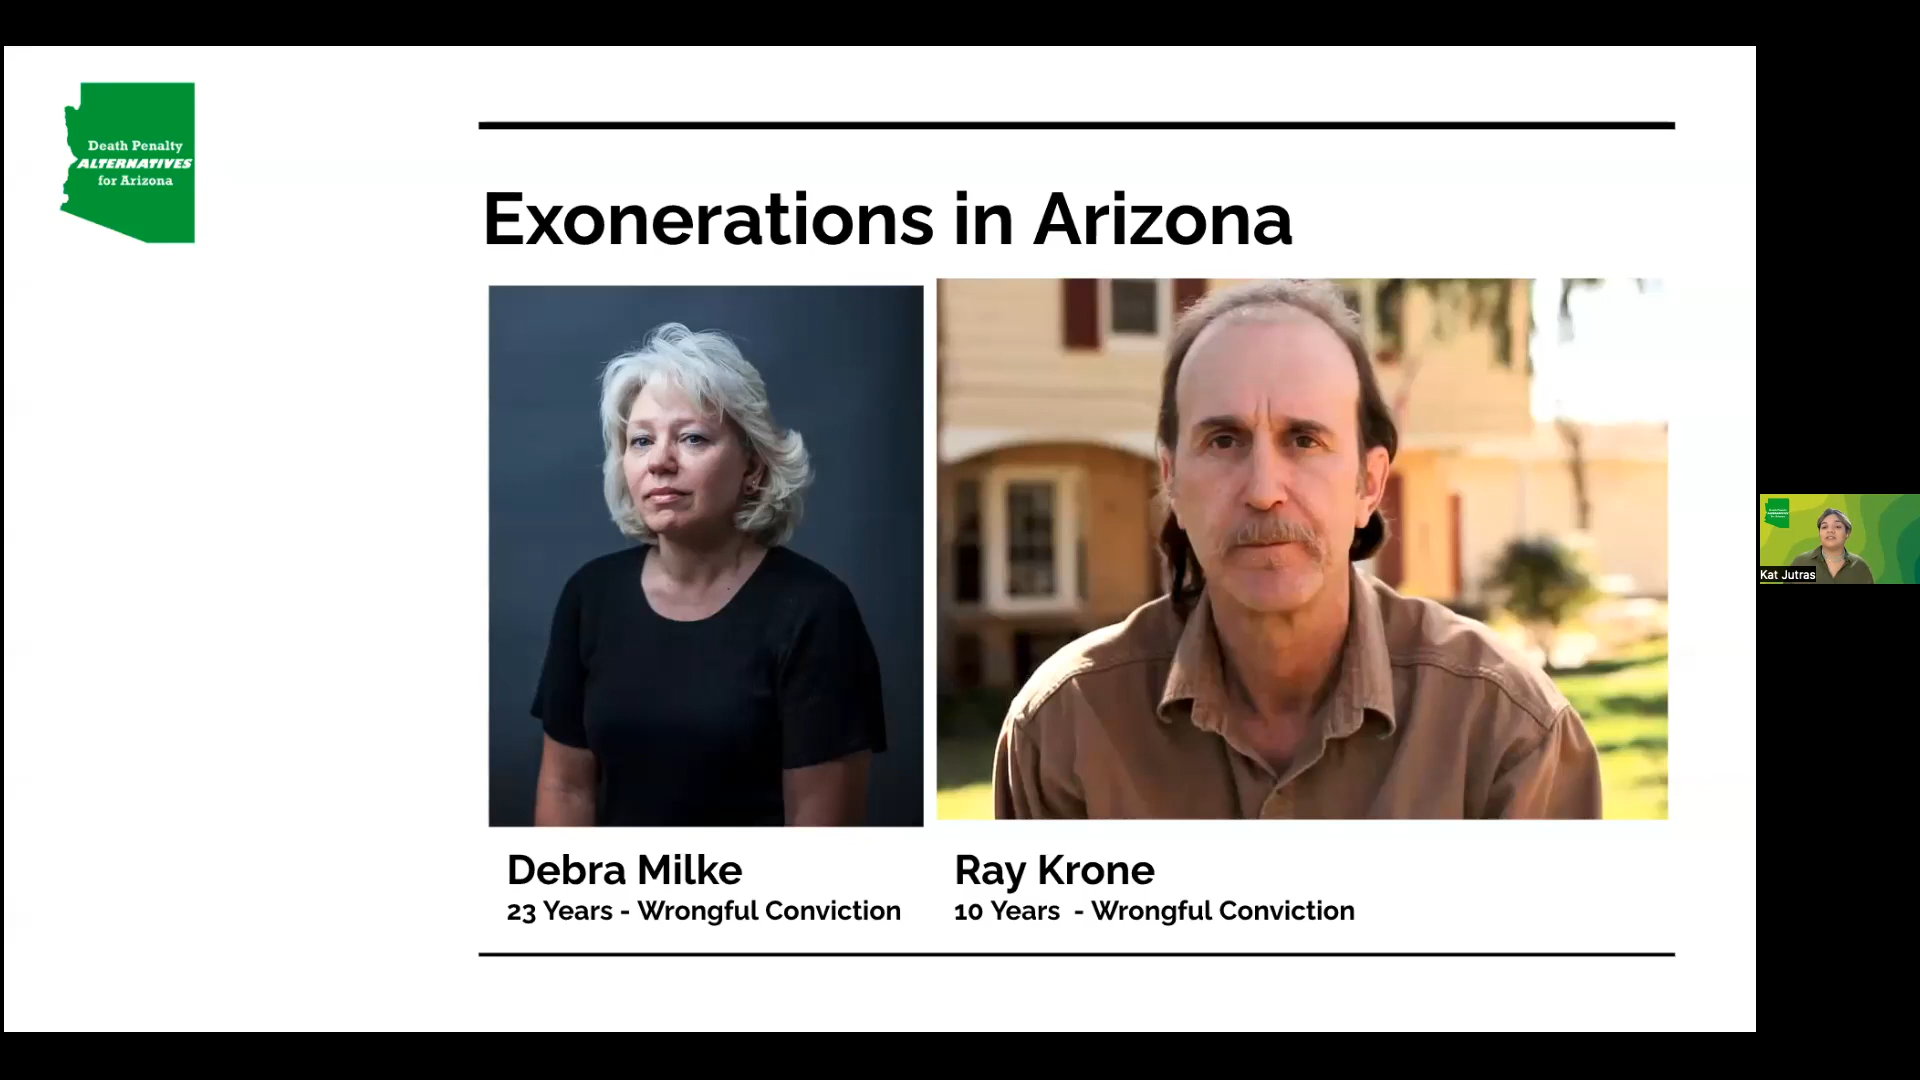 Death Penalty
ALTERNATIVES
for Arizona
Exonerations in Arizona
Debra Milke
23 Years - Wrongful Conviction
Ray Krone
10 Years - Wrongful Conviction
Kat Jutras